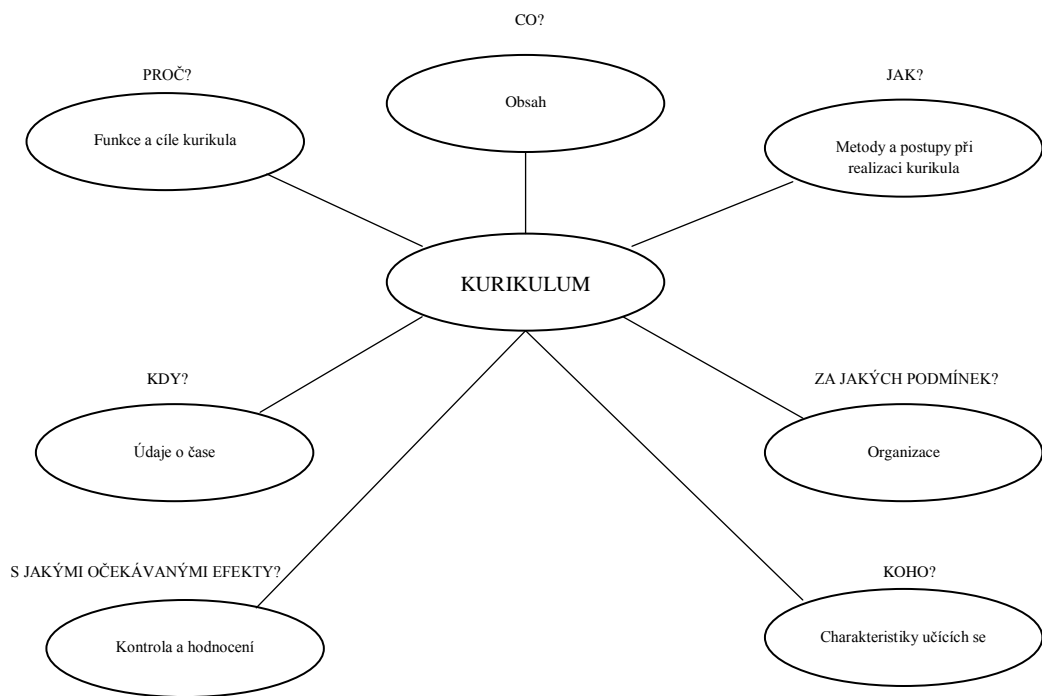 CO?
Obsah
PROČ?
Funkce a cíle kurikula
JAK?
Metody a postupy při
realizaci kurikula
KURIKULUM
KDY?
Údaje o čase
ZA JAKÝCH PODMÍNEK?
Organizace
S JAKÝMI OČEKÁVANÝMI EFEKTY?
Kontrola a hodnocení
KOHO?
Charakteristiky učících se